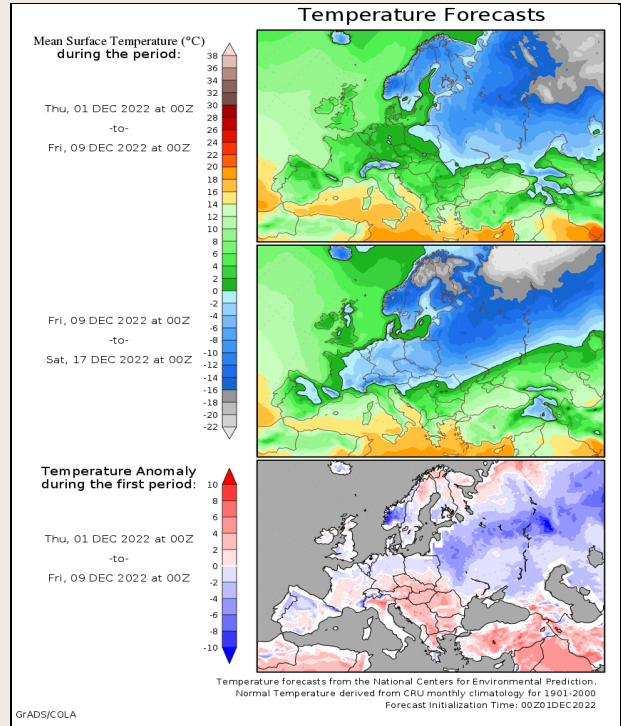 Temperature Forecasts
Mean Surface Temperature (°C)
during the period:
Thu, 01 DEC 2022 at 00Z
-to-
Fri, 09 DEC 2022 at 00Z
38
36
34
32
30
28
26
24
22
20
18
16
14
12
10
8
6
4
2
0
-2
-4
-6
-8
-10
-12
-14
-16
-18
-20
-22
Fri, 09 DEC 2022 at 00Z
-to-
Sat, 17 DEC 2022 at 00Z
Temperature Anomaly
during the first period:
Thu, 01 DEC 2022 at 00Z
-to-
Fri, 09 DEC 2022 at 00Z
10
8
6
4
2
0
-2
-4
-6
-8
-10
Temperature forecasts from the National Centers for Environmental Prediction.
Normal Temperature derived from CRU monthly climatology for 1901-2000
Forecast Initialization Time: 00Z01DEC2022
GrADS/COLA